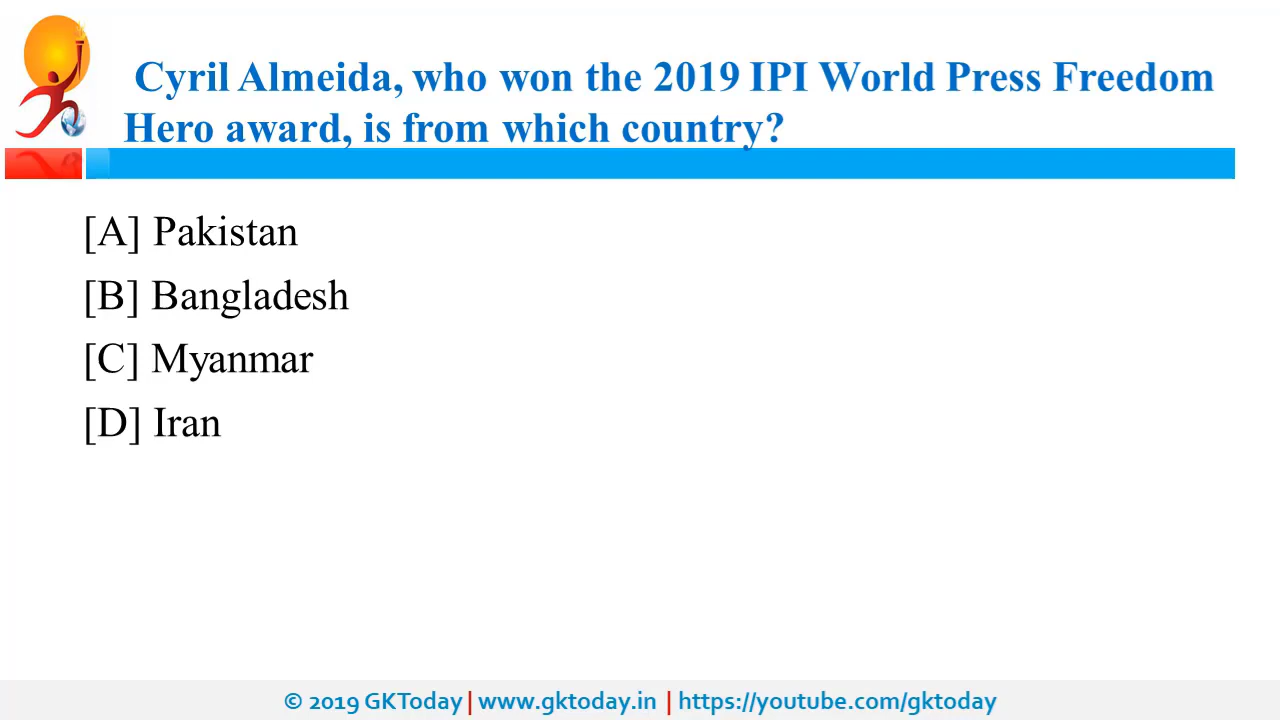 Cyril Almeida, who won the 2019 IPI World Press Freedom
Hero award, is from which country?
[A] Pakistan
[B] Bangladesh
[C] Myanmar
[D] Iran
© 2019 GKToday | www.gktoday.in | https://youtube.com/gktoday